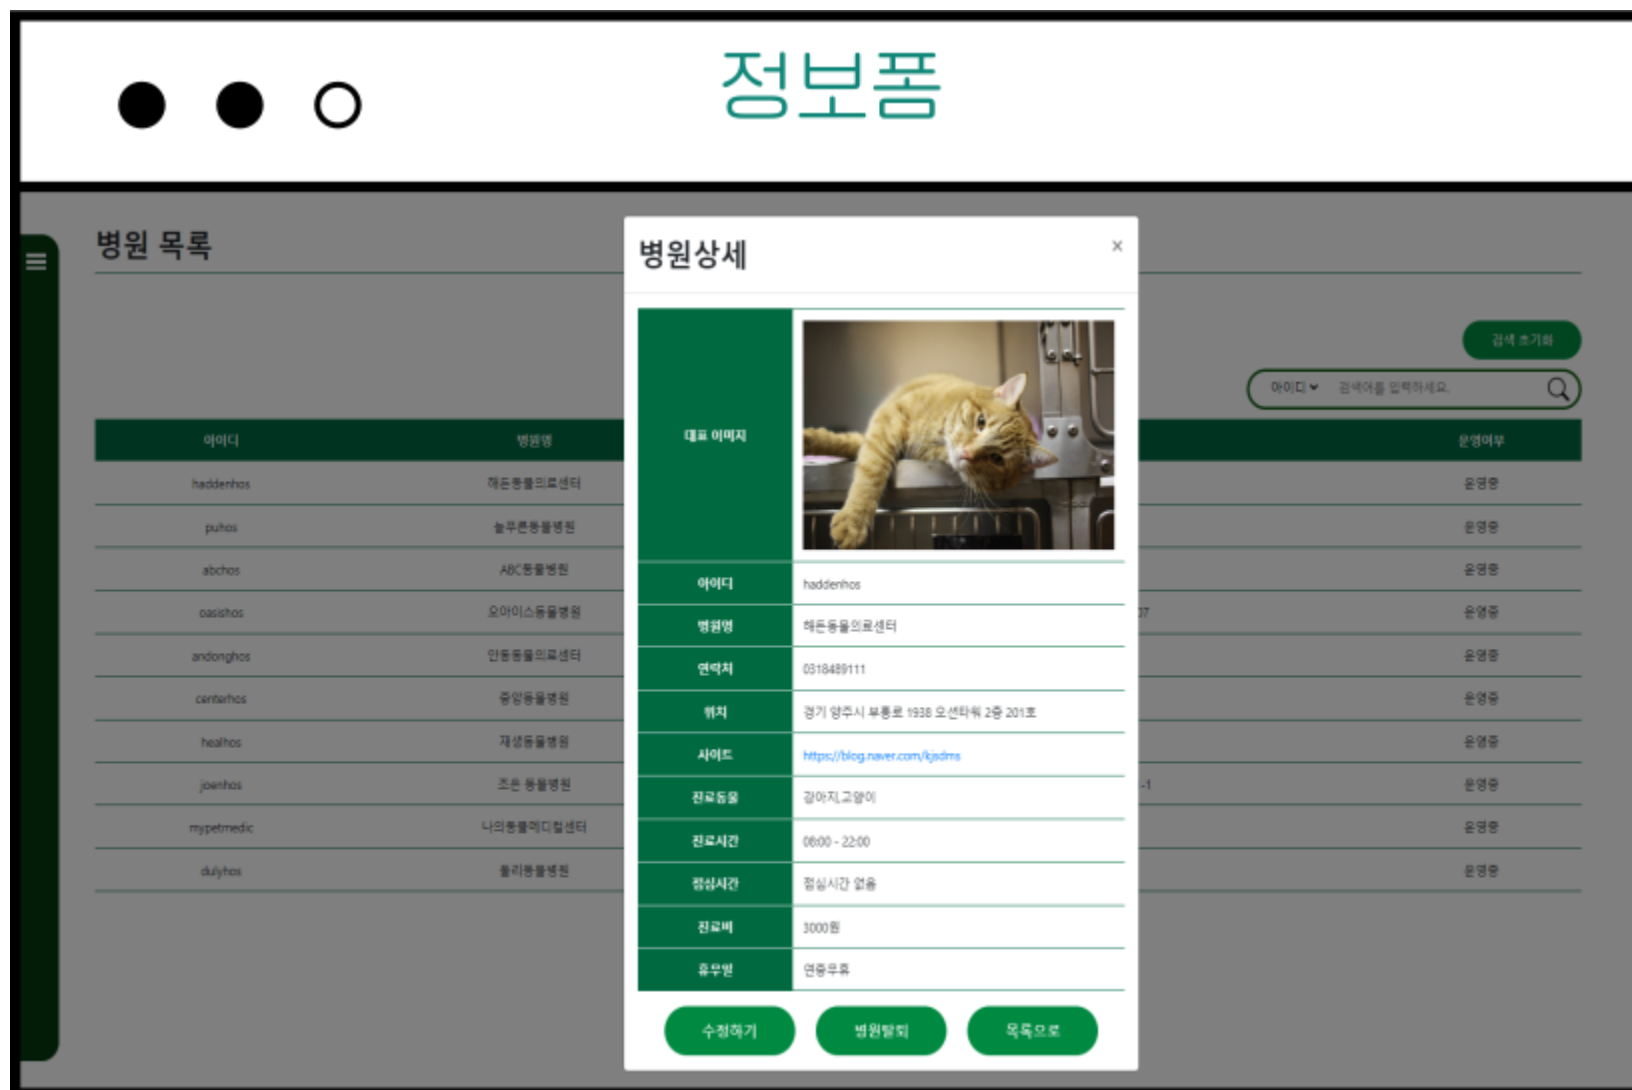 정보폼
병원 목록
병원상세
×
검색 초기화
아이디 검색어를 입력하세요.
아이디 병원명 운영여부
haddenhos 해든동물의료센터 운영중
puhos 늘푸른동물병원 운영중
abchos ABC동물병원 운영중
oasishos 오아이스동물병원 07 운영중
andonghos 안동동물의료센터 운영중
centerhos 중앙동물병원 운영중
healhos 재생동물병원 운영중
joenhos 조은 동물병원 -1 운영중
mypetmedic 나의동물메디컬센터 운영중
dulyhos 둘리동물병원 운영중
대표 이미지
아이디 haddenhos
병원명 해든동물의료센터
연락처 0318489111
위치 경기 양주시 부흥로 1938 오션타워 2층 201호
사이트 https://blog.naver.com/kjsdms
진료동물 강아지,고양이
진료시간 08:00 - 22:00
점심시간 점심시간 없음
진료비 3000원
휴무일 연중무휴
수정하기 병원탈퇴 목록으로